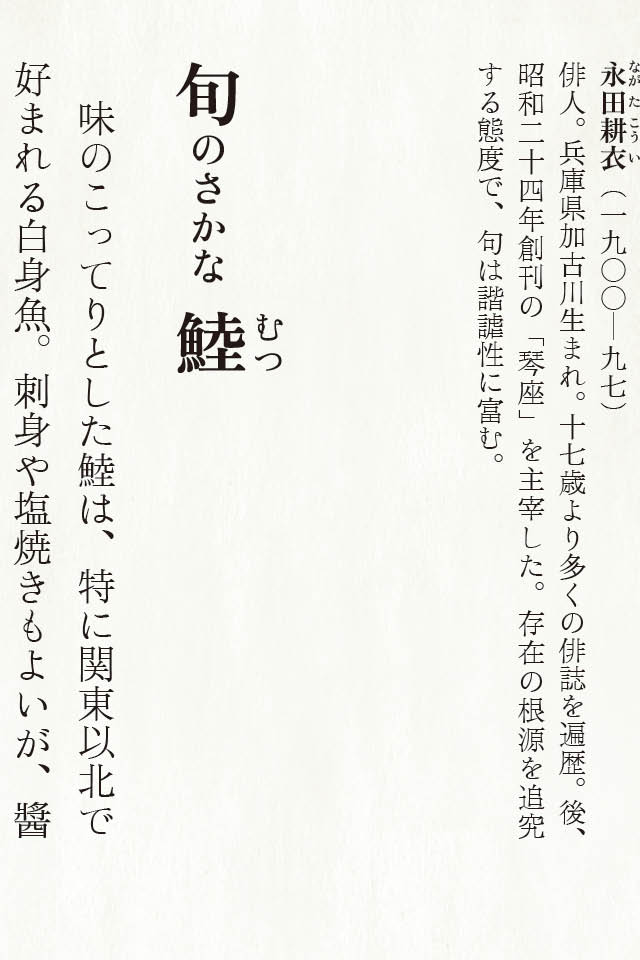 永田耕衣（一九〇〇―九七）
ながたこうい
俳人。兵庫県加古川生まれ。十七歳より多くの俳誌を遍歴。後、
昭和二十四年創刊の「琴座」を主宰した。存在の根源を追究
する態度で、句は諧謔性に富む。
旬のさかな 鯥
むつ
味のこってりとした鯥は、特に関東以北で
好まれる白身魚。刺身や塩焼きもよいが、醬